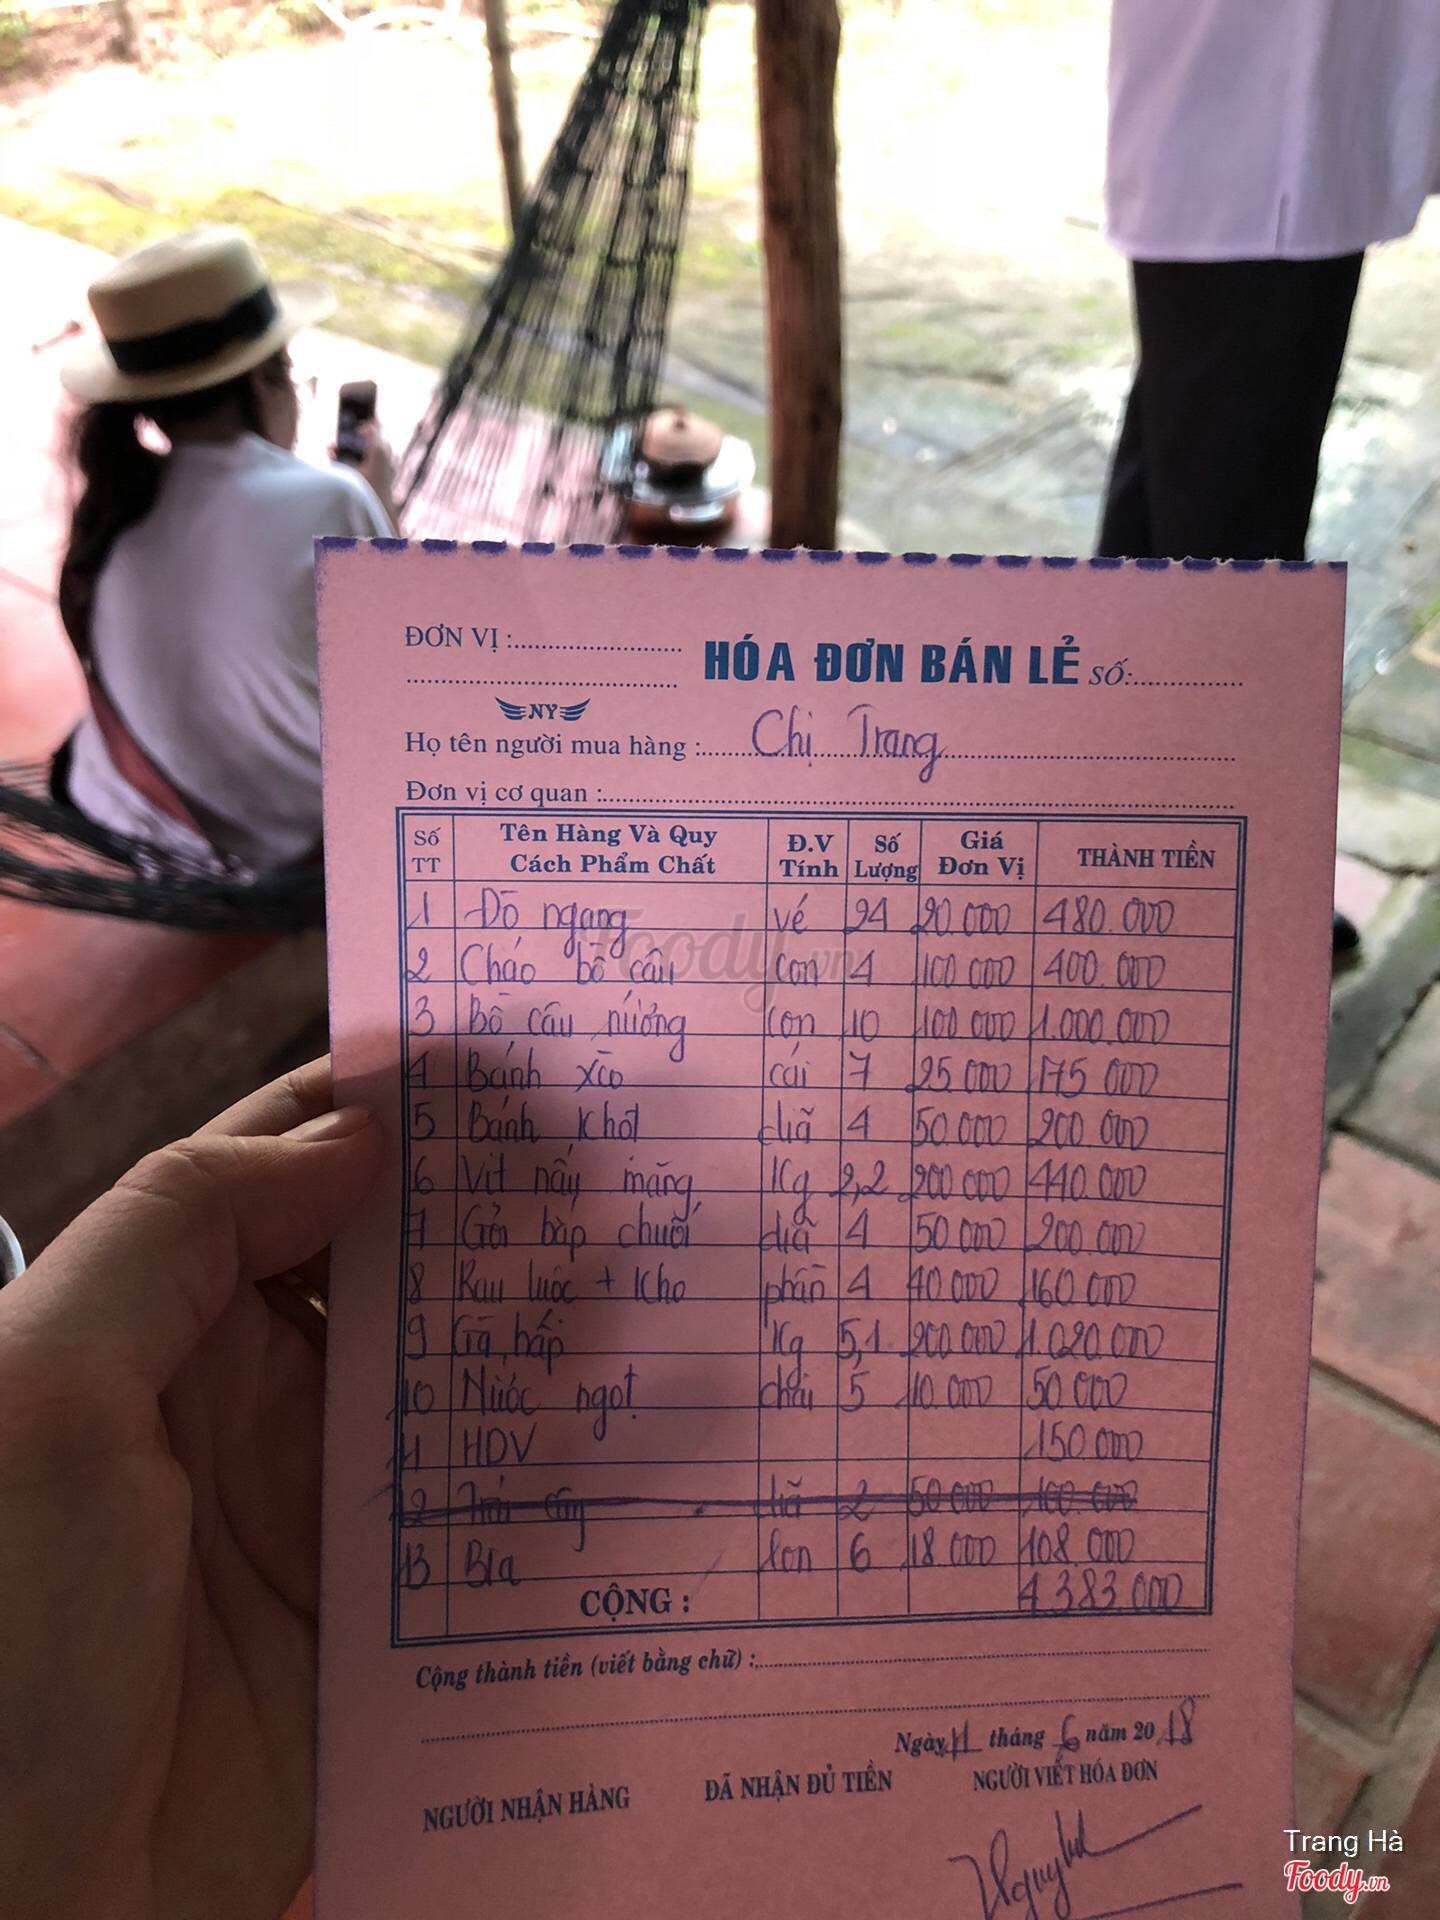 ĐƠN VỊ : HÓA ĐƠN BÁN LẺ SỐ:
NY
Họ tên người mua hàng : Chị Trang
Đơn vị cơ quan :
Số TT Tên Hàng Và Quy Cách Phẩm Chất Đ.V Tính Số Lượng Giá Đơn Vị THÀNH TIỀN
1 Đò ngang vé 24 20.000 480.000
2 Cháo bồ câu con 4 100 000 400.000
3 Bồ câu nướng con 10 100 000 1.000.000
4 Bánh xèo cái 7 25 000 175 000
5 Bánh khọt dĩa 4 50.000 200 000
6 Vịt nấy măng Kg 2,2 200 000 440.000
7 Gỏi bắp chuối dĩa 4 50 000 200.000
8 Rau luộc + Kho phần 4 40 000 160 000
9 Gà hấp Kg 5,1 200 000 1.020.000
10 Nước ngọt chai 5 10.000 50.000
11 HDV 150 000
12 Trái cây dĩa 2 50 000 100 000
13 Bia lon 6 18 000 108.000
CỘNG : 4.383.000
Cộng thành tiền (viết bằng chữ) :
Ngày 11 tháng 6 năm 2018
NGƯỜI NHẬN HÀNG ĐÃ NHẬN ĐỦ TIỀN NGƯỜI VIẾT HÓA ĐƠN
Foody.vn
Trang Hà
Foody.vn